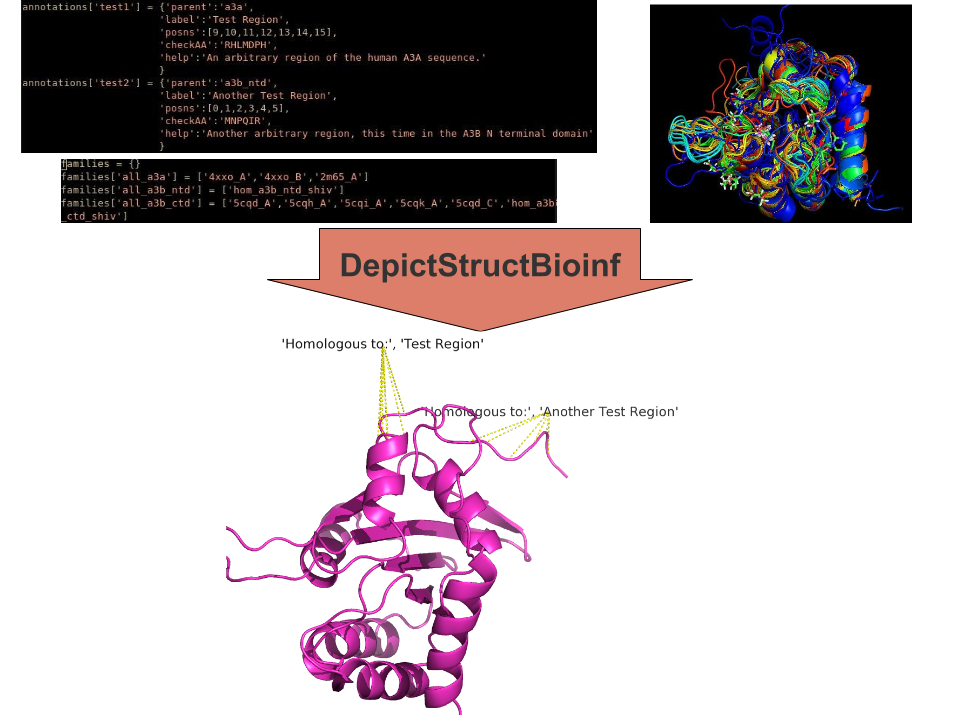 annotations['test1'] = {'parent':'a3a',
'label':'Test Region',
'posns':[9,10,11,12,13,14,15],
'checkAA':'RHLMDPH',
'help':'An arbitrary region of the human A3A sequence.'
}
annotations['test2'] = {'parent':'a3b_ntd',
'label':'Another Test Region',
'posns':[0,1,2,3,4,5],
'checkAA':'MNPQIR',
'help':'Another arbitrary region, this time in the A3B N terminal domain'
}
families = {}
families['all_a3a'] = ['4xxo_A','4xxo_B','2m65_A']
families['all_a3b_ntd'] = ['hom_a3b_ntd_shiv']
families['all_a3b_ctd'] = ['5cqd_A','5cqh_A','5cqi_A','5cqk_A','5cqd_C','hom_a3b
_ctd_shiv']
DepictStructBioinf
'Homologous to:', 'Test Region'
'Homologous to:', 'Another Test Region'